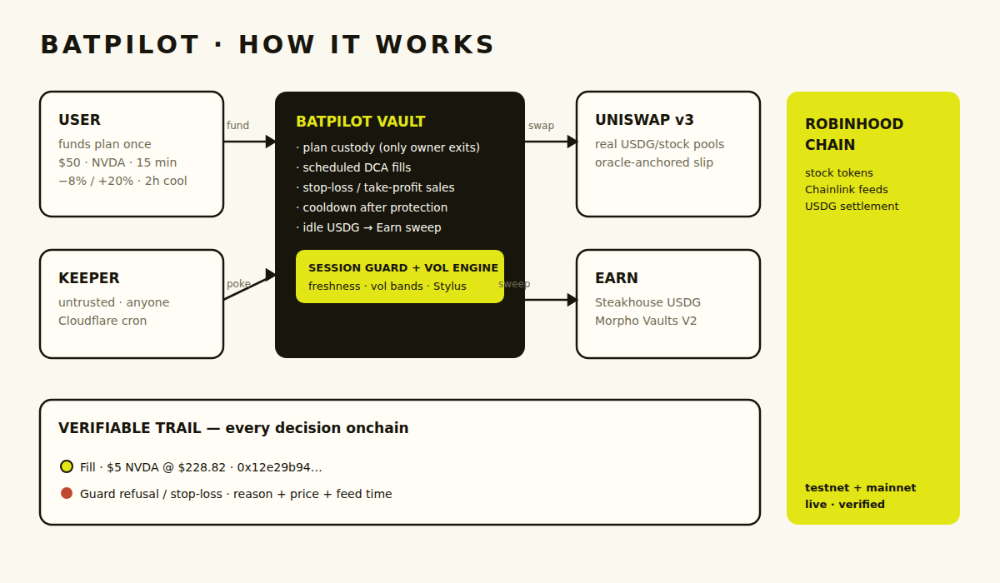 BATPILOT · HOW IT WORKS
USER
funds plan once
$50 · NVDA · 15 min
−8% / +20% · 2h cool
fund
BATPILOT VAULT
· plan custody (only owner exits)
· scheduled DCA fills
· stop-loss / take-profit sales
· cooldown after protection
· idle USDG → Earn sweep
SESSION GUARD + VOL ENGINE
freshness · vol bands · Stylus
swap
UNISWAP v3
real USDG/stock pools
oracle-anchored slip
ROBINHOOD
CHAIN
stock tokens
Chainlink feeds
USDG settlement
testnet + mainnet
live · verified
KEEPER
untrusted · anyone
Cloudflare cron
poke
sweep
EARN
Steakhouse USDG
Morpho Vaults V2
VERIFIABLE TRAIL — every decision onchain
Fill · $5 NVDA @ $228.82 · 0x12e29b94…
Guard refusal / stop-loss · reason + price + feed time